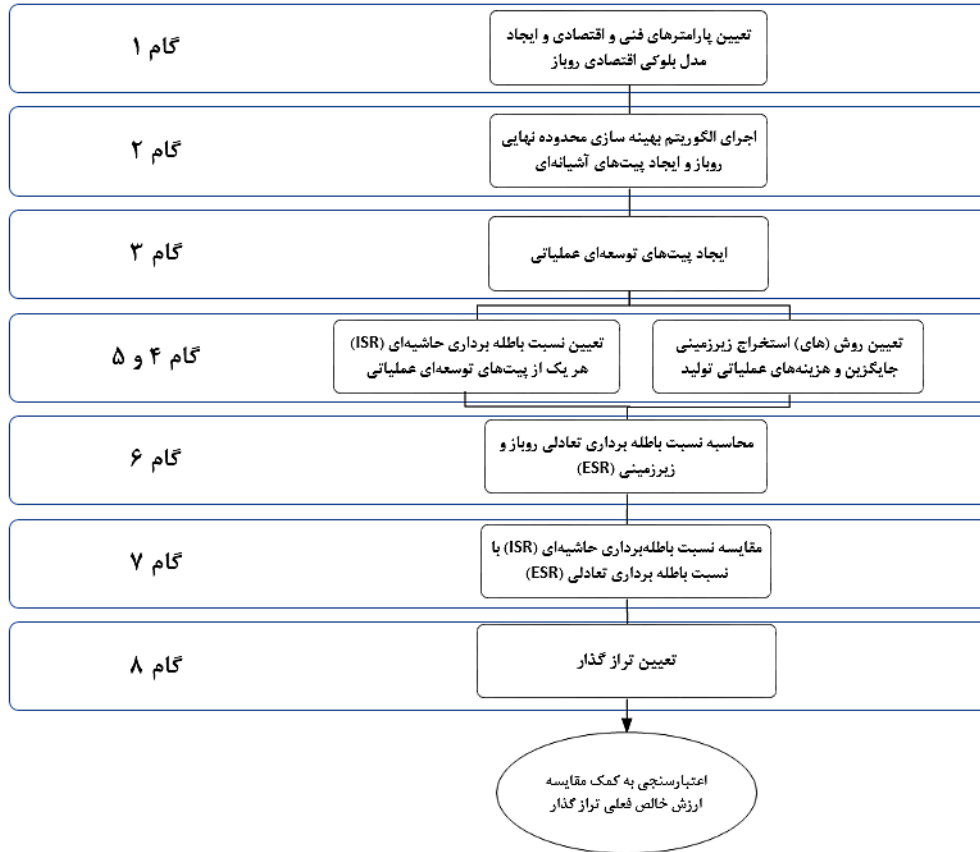 گام ۱
تعیین پارامترهای فنی و اقتصادی و ایجاد
مدل بلوکی اقتصادی روباز
گام ۲
اجرای الگوریتم بهینه سازی محدوده نهایی
روباز و ایجاد پیت‌های آشیانه‌ای
گام ۳
ایجاد پیت‌های توسعه‌ای عملیاتی
گام ۴ و ۵
تعیین روش (های) استخراج زیرزمینی
جایگزین و هزینه‌های عملیاتی تولید
تعیین نسبت باطله برداری حاشیه‌ای (ISR)
هر یک از پیت‌های توسعه‌ای عملیاتی
گام ۶
محاسبه نسبت باطله برداری تعادلی روباز و
زیرزمینی (ESR)
گام ۷
مقایسه نسبت باطله‌برداری حاشیه‌ای (ISR) با
نسبت باطله برداری تعادلی (ESR)
گام ۸
تعیین تراز گذار
اعتبارسنجی به کمک مقایسه
ارزش خالص فعلی تراز گذار